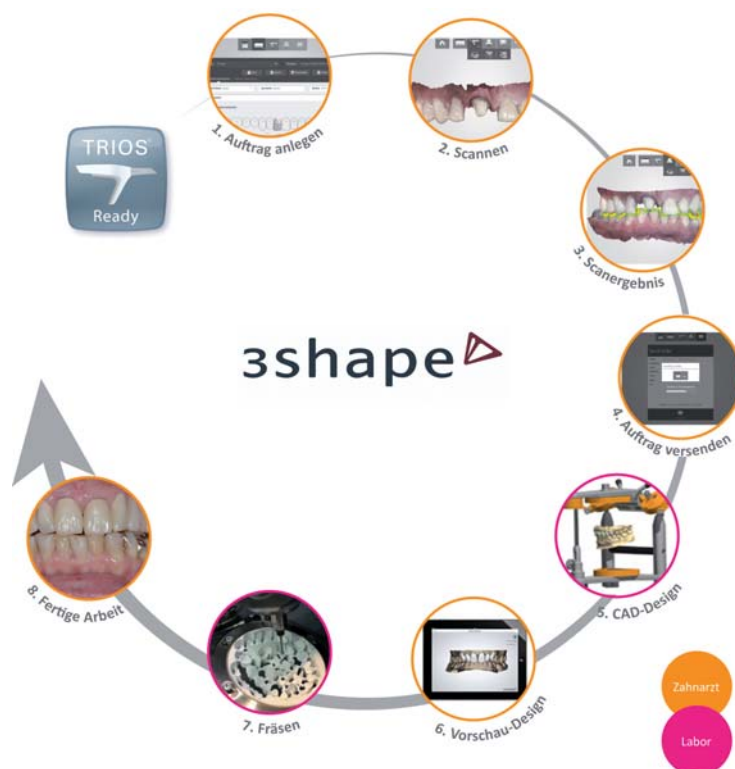 TRIOS®
Ready
1. Auftrag anlegen
2. Scannen
3. Scanergebnis
4. Auftrag versenden
5. CAD-Design
6. Vorschau-Design
7. Fräsen
8. Fertige Arbeit
3shape
Zahnarzt
Labor